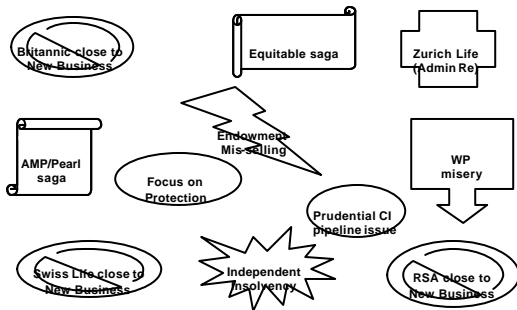 Britannic close to
New Business
Equitable saga
Zurich Life
(Admin Re)
Endowment
Mis-selling
AMP/Pearl
saga
Focus on
Protection
WP
misery
Prudential CI
pipeline issue
Swiss Life close to
New Business
Independent
Insolvency
RSA close to
New Business